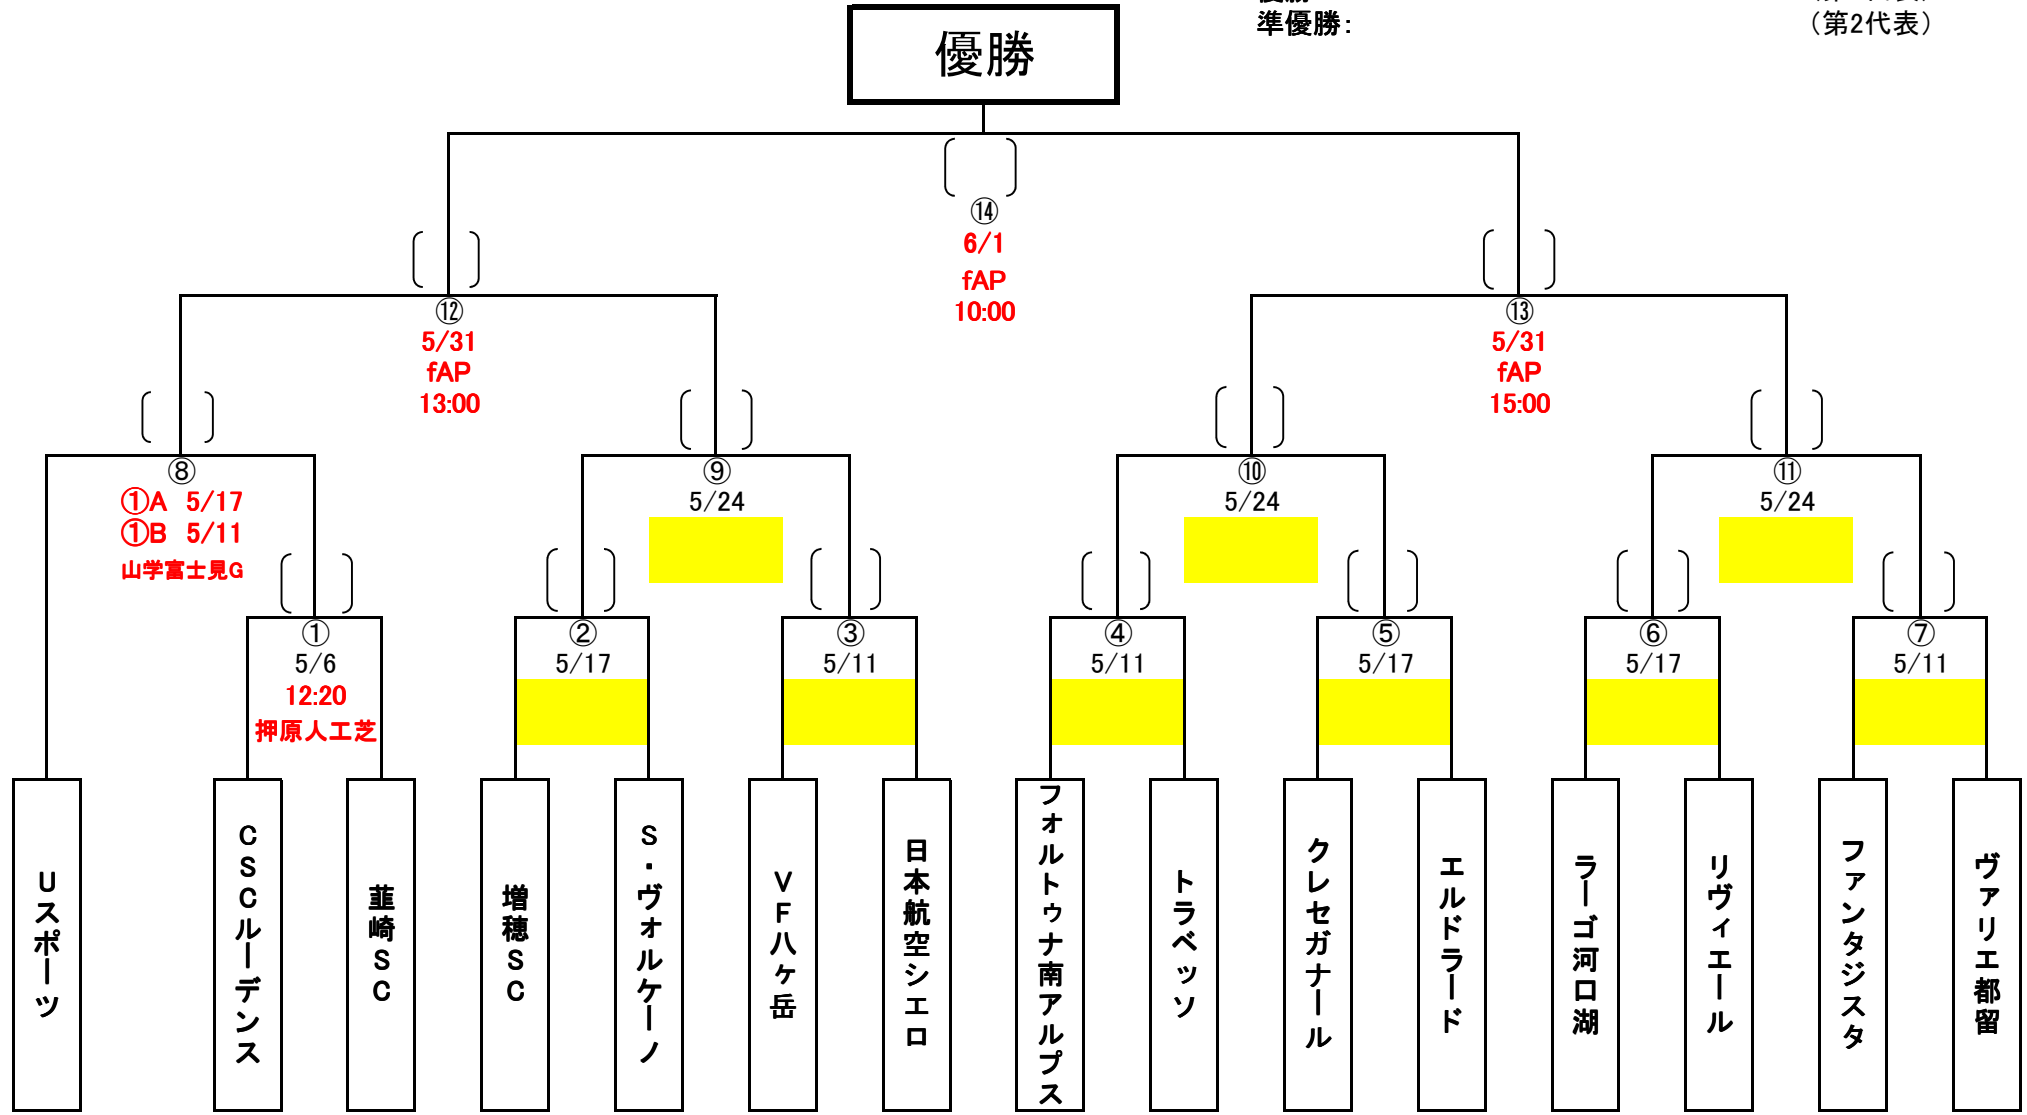 準優勝：
（第2代表）
優勝
⑭
6/1
fAP
10:00
⑫
5/31
fAP
13:00
⑬
5/31
fAP
15:00
⑧
①A 5/17
①B 5/11
山学富士見G
⑨
5/24
⑩
5/24
⑪
5/24
①
5/6
12:20
押原人工芝
②
5/17
③
5/11
④
5/11
⑤
5/17
⑥
5/17
⑦
5/11
Uスポーツ
CSCルーデンス
韮崎SC
増穂SC
S・ヴォルケーノ
VF八ヶ岳
日本航空シエロ
フォルトゥナ南アルプス
トラベッソ
クレセガナール
エルドラード
ラーゴ河口湖
リヴィエール
ファンタジスタ
ヴァリエ都留